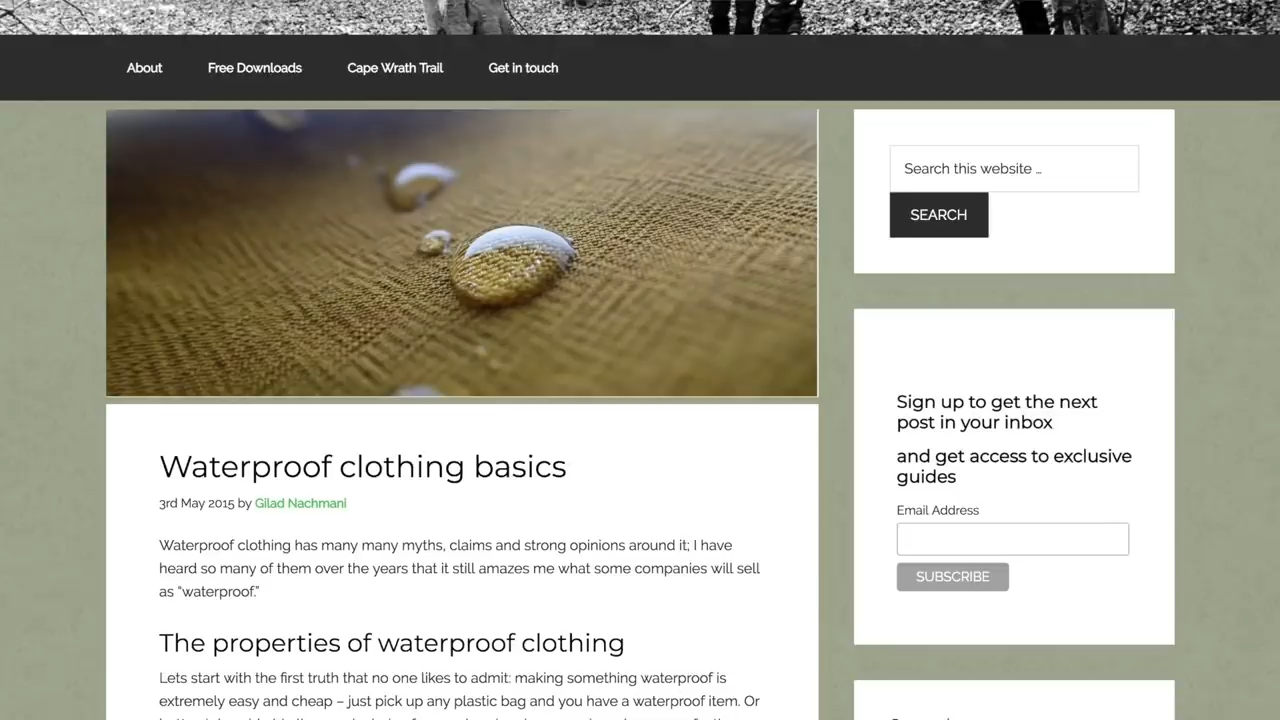 About
Free Downloads
Cape Wrath Trail
Get in touch
Search this website ...
SEARCH
Sign up to get the next
post in your inbox
and get access to exclusive
guides
Email Address
SUBSCRIBE
Waterproof clothing basics
3rd May 2015 by Gilad Nachmani
Waterproof clothing has many many myths, claims and strong opinions around it; I have
heard so many of them over the years that it still amazes me what some companies will sell
as “waterproof.”
The properties of waterproof clothing
Lets start with the first truth that no one likes to admit: making something waterproof is
extremely easy and cheap – just pick up any plastic bag and you have a waterproof item. Or